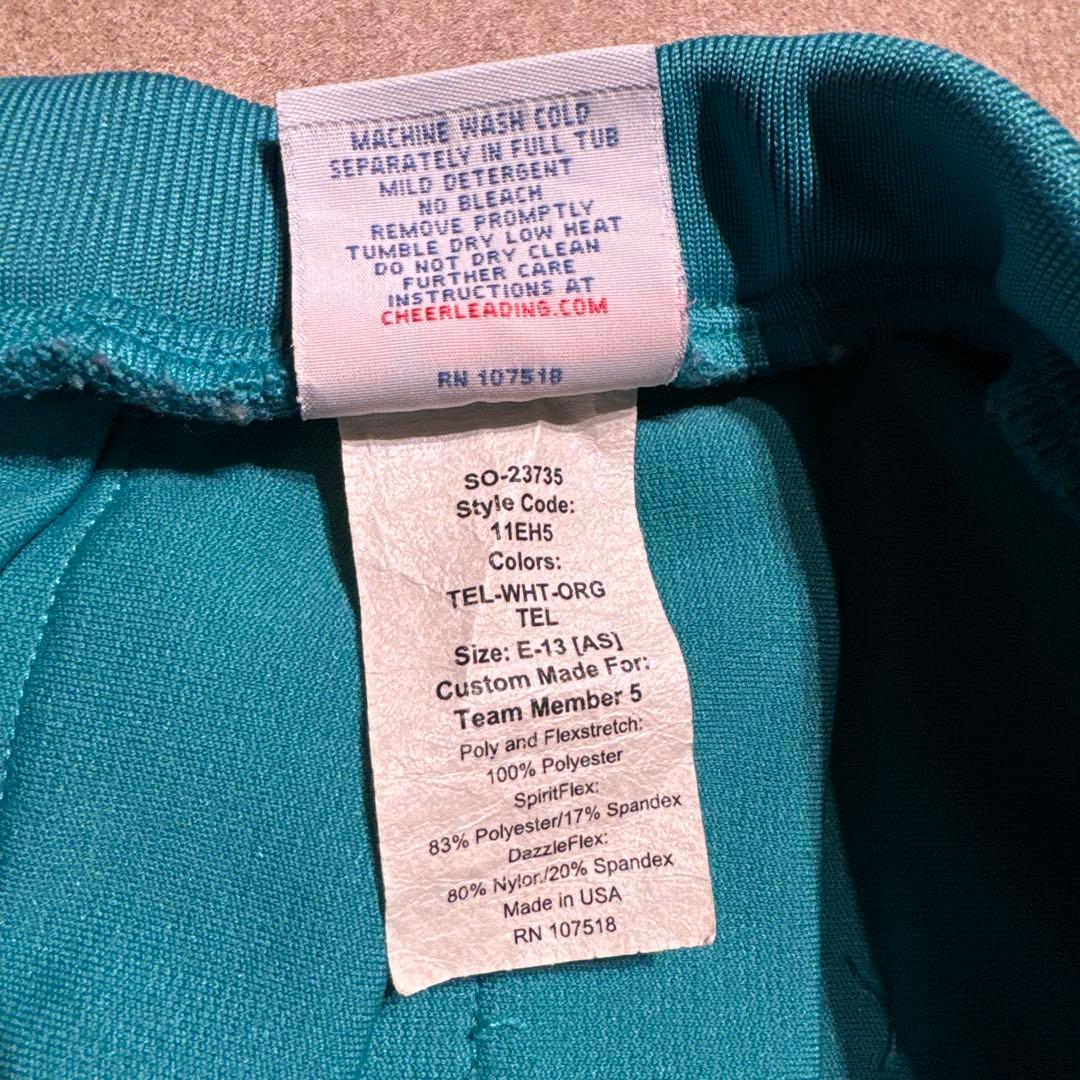 MACHINE WASH COLD
SEPARATELY IN FULL TUB
MILD DETERGENT
NO BLEACH
REMOVE PROMPTLY
TUMBLE DRY LOW HEAT
DO NOT DRY CLEAN
FURTHER CARE
INSTRUCTIONS AT
CHEERLEADING.COM
RN 107518
SO-23735
Style Code:
11EH5
Colors:
TEL-WHT-ORG
TEL
Size: E-13 [AS]
Custom Made For:
Team Member 5
Poly and Flexstretch:
100% Polyester
SpiritFlex:
83% Polyester/17% Spandex
DazzleFlex:
80% Nylon/20% Spandex
Made in USA
RN 107518